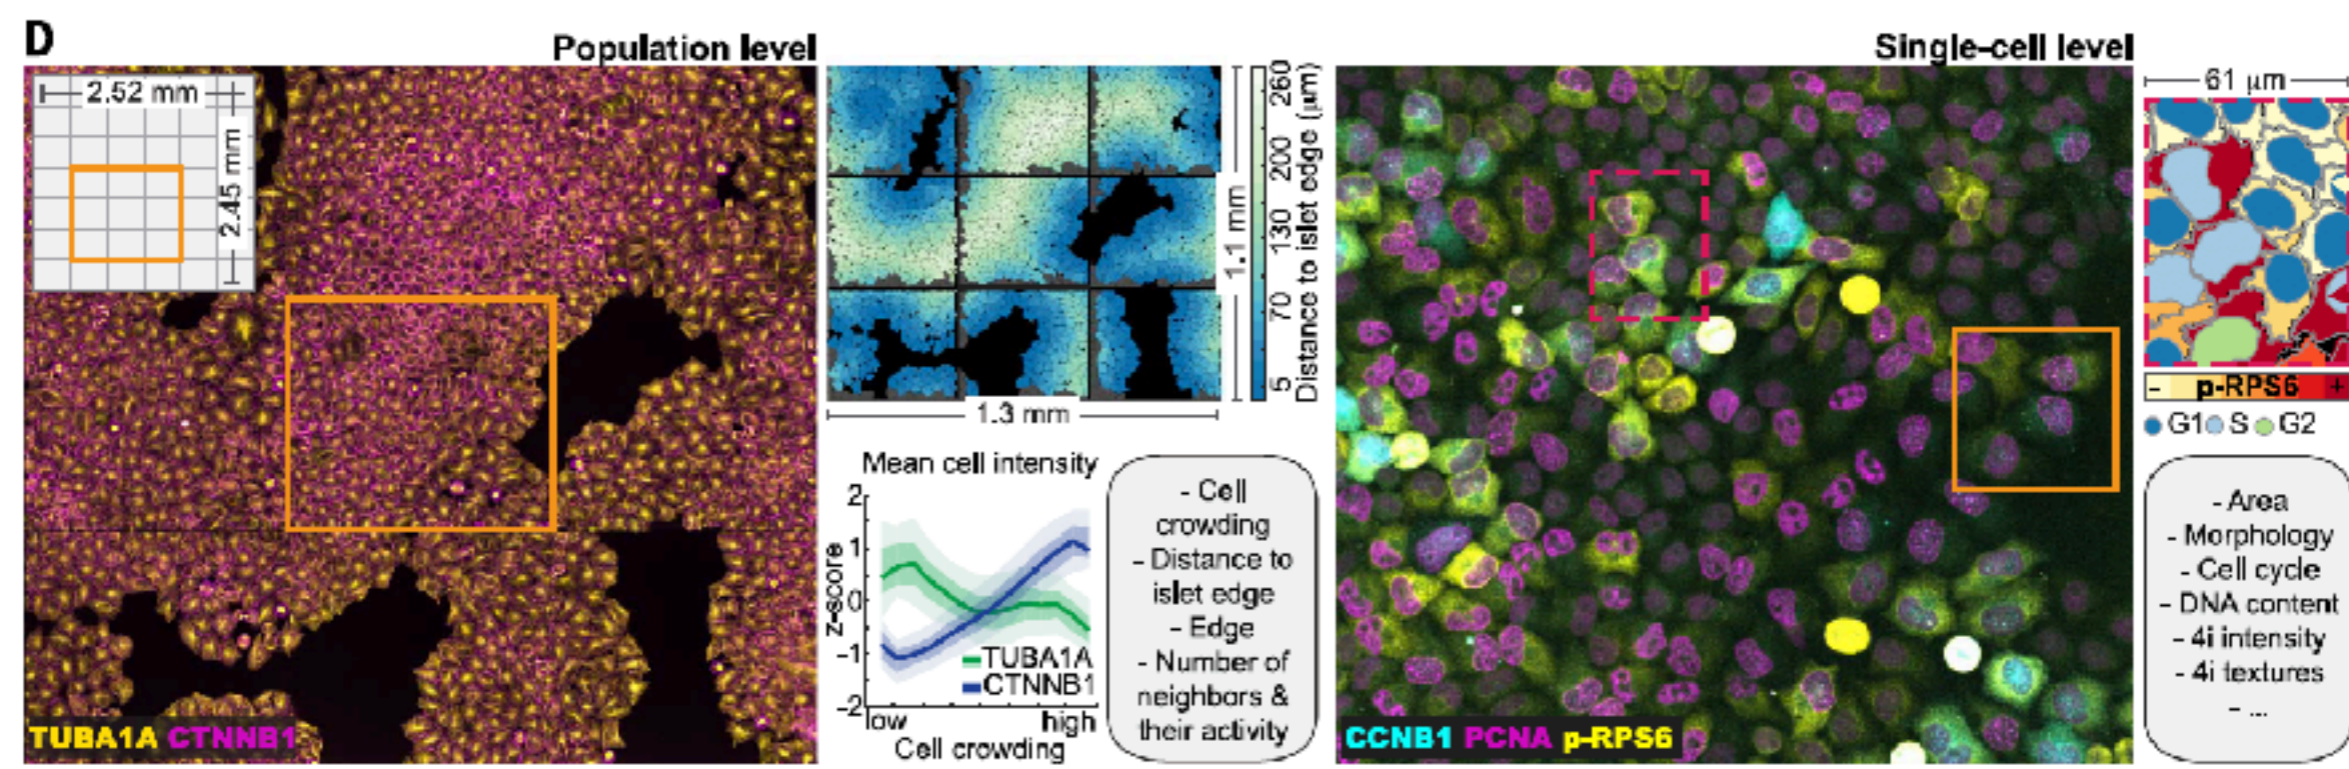 D
Population level
2.52 mm
2.45 mm
TUBA1A CTNNB1
1.3 mm
1.1 mm
5 70 130 200 260
Distance to islet edge (μm)
Mean cell intensity
2
1
0
-1
-2
z-score
TUBA1A
CTNNB1
low high
Cell crowding
- Cell
crowding
- Distance to
islet edge
- Edge
- Number of
neighbors &
their activity
Single-cell level
CCNB1 PCNA p-RPS6
61 μm
- p-RPS6 +
G1 S G2
- Area
- Morphology
- Cell cycle
- DNA content
- 4i intensity
- 4i textures
- ...